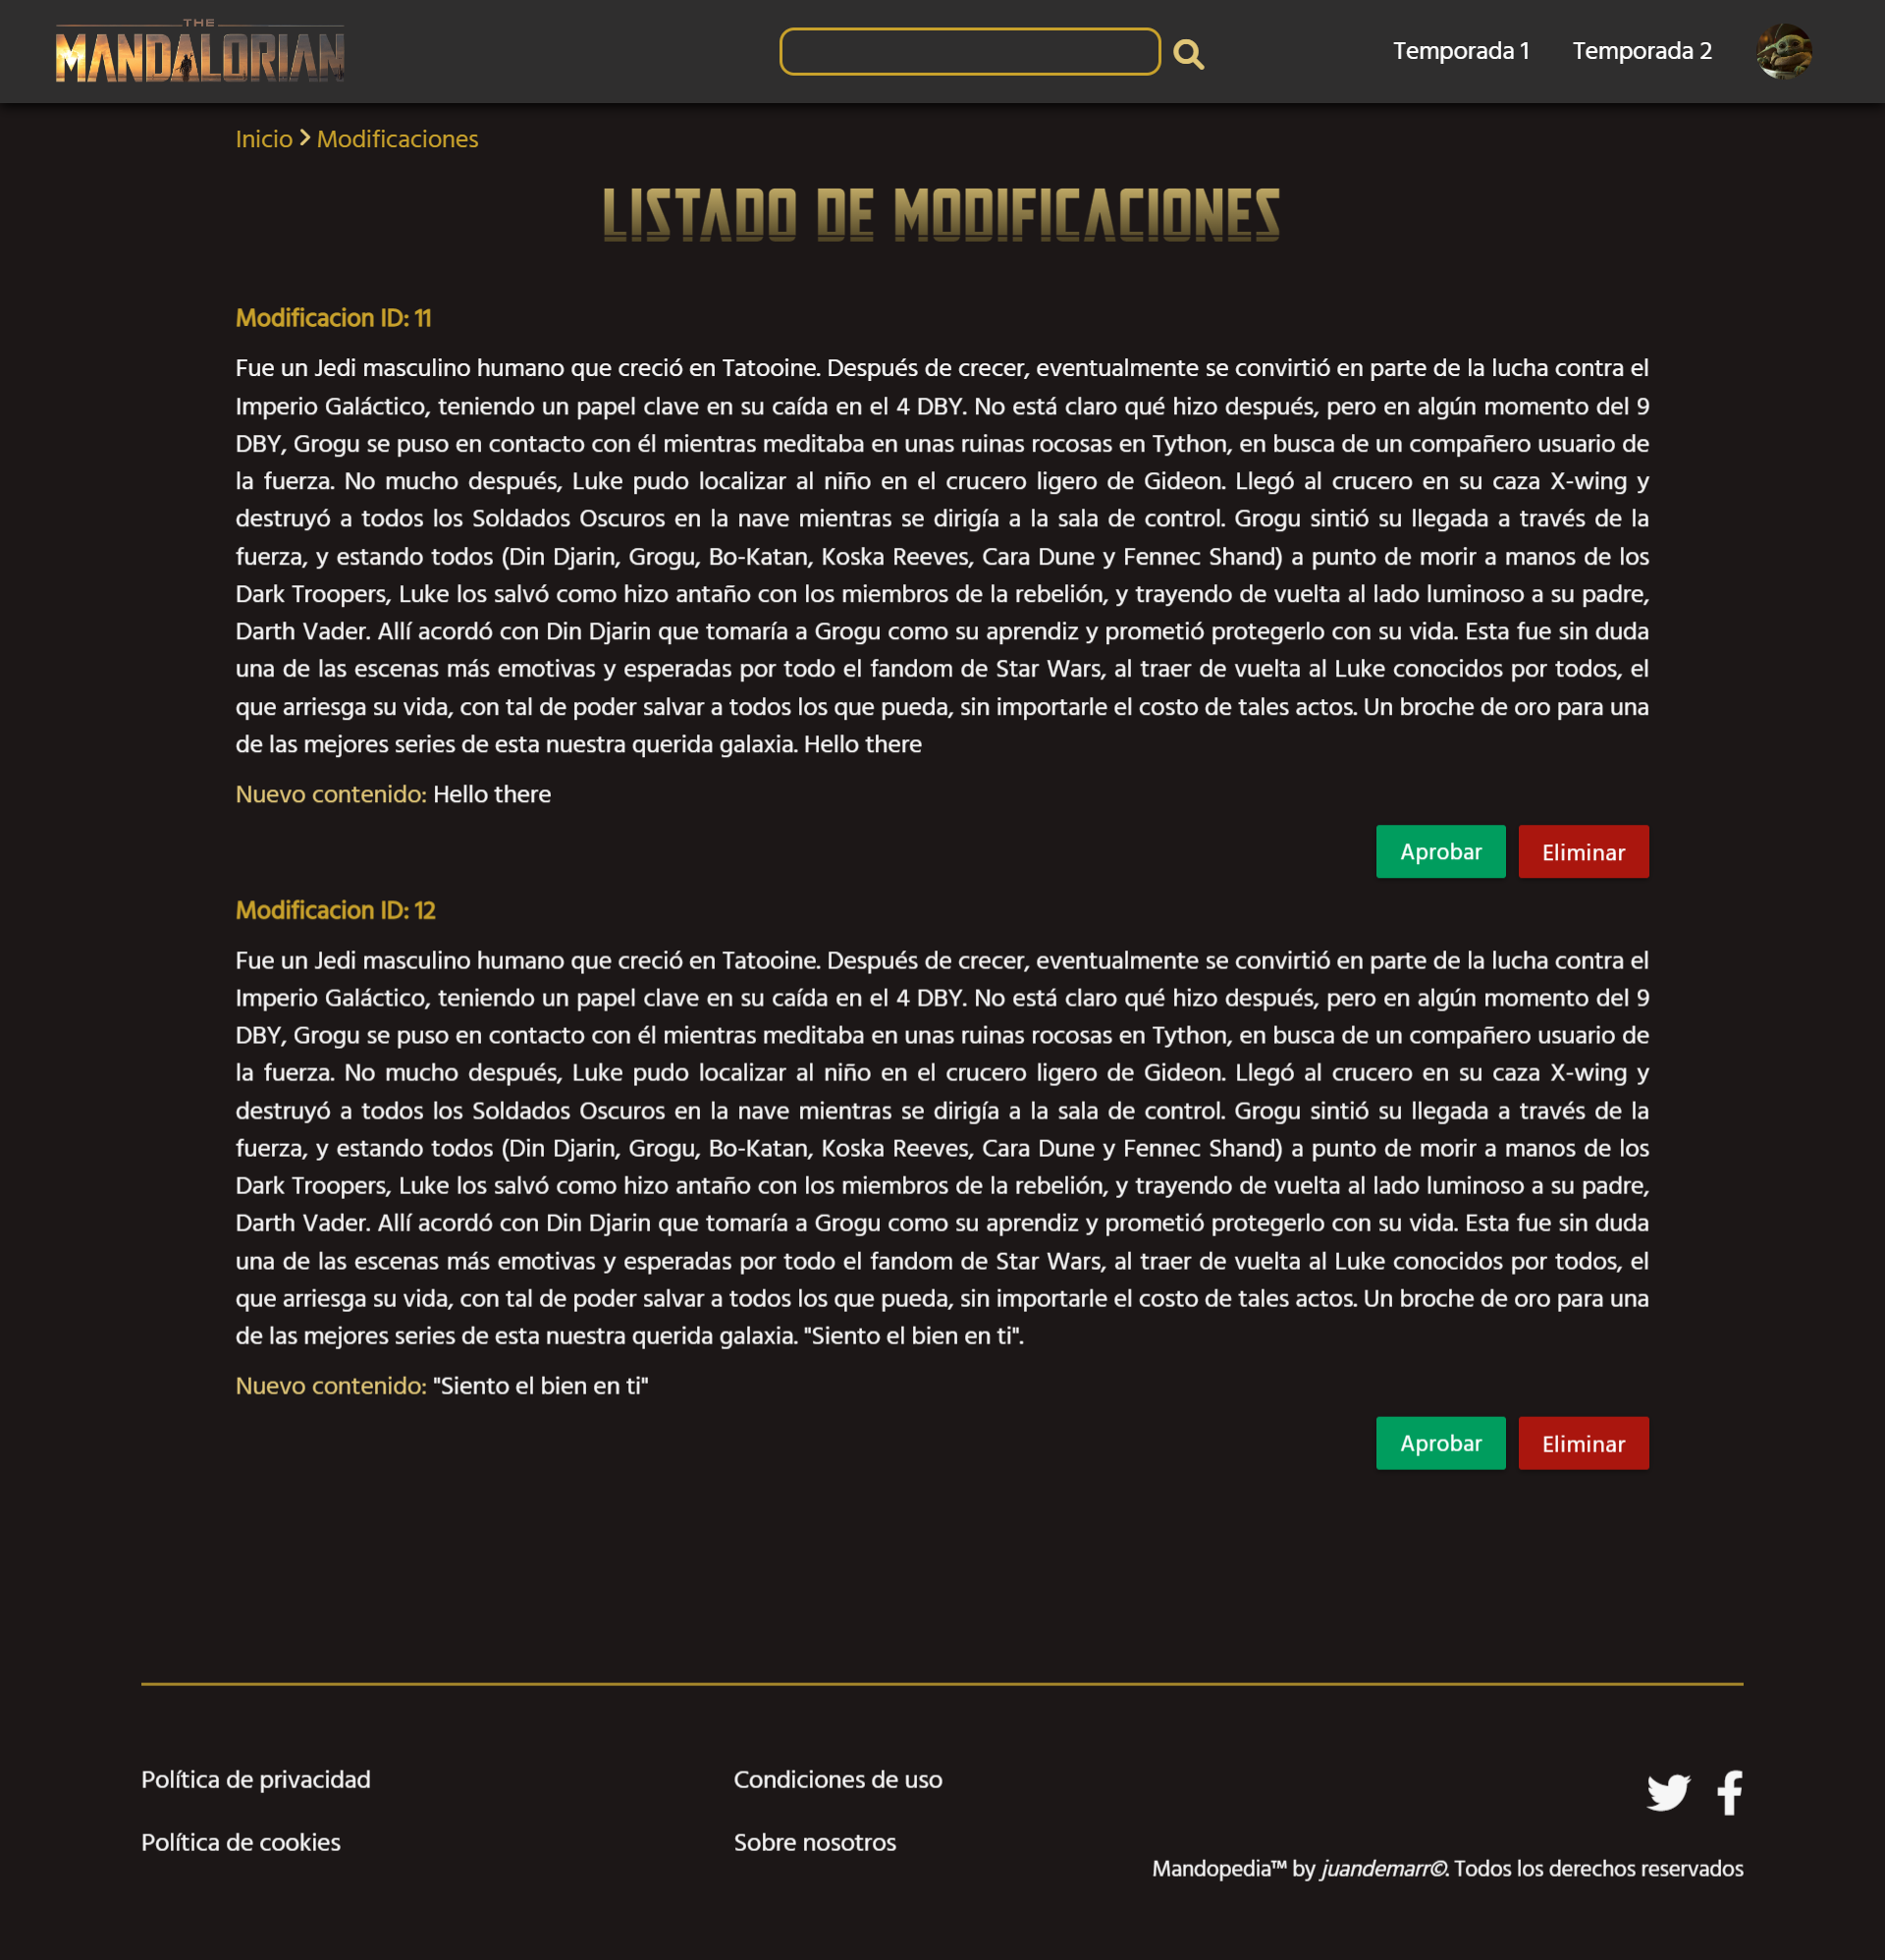 THE
MANDALORIAN
Temporada 1
Temporada 2
Inicio
Modificaciones
LISTADO DE MODIFICACIONES
Modificacion ID: 11
Fue un Jedi masculino humano que creció en Tatooine. Después de crecer, eventualmente se convirtió en parte de la lucha contra el
Imperio Galáctico, teniendo un papel clave en su caída en el 4 DBY. No está claro qué hizo después, pero en algún momento del 9
DBY, Grogu se puso en contacto con él mientras meditaba en unas ruinas rocosas en Tython, en busca de un compañero usuario de
la fuerza. No mucho después, Luke pudo localizar al niño en el crucero ligero de Gideon. Llegó al crucero en su caza X-wing y
destruyó a todos los Soldados Oscuros en la nave mientras se dirigía a la sala de control. Grogu sintió su llegada a través de la
fuerza, y estando todos (Din Djarin, Grogu, Bo-Katan, Koska Reeves, Cara Dune y Fennec Shand) a punto de morir a manos de los
Dark Troopers, Luke los salvó como hizo antaño con los miembros de la rebelión, y trayendo de vuelta al lado luminoso a su padre,
Darth Vader. Allí acordó con Din Djarin que tomaría a Grogu como su aprendiz y prometió protegerlo con su vida. Esta fue sin duda
una de las escenas más emotivas y esperadas por todo el fandom de Star Wars, al traer de vuelta al Luke conocidos por todos, el
que arriesga su vida, con tal de poder salvar a todos los que pueda, sin importarle el costo de tales actos. Un broche de oro para una
de las mejores series de esta nuestra querida galaxia. Hello there
Nuevo contenido: Hello there
Aprobar
Eliminar
Modificacion ID: 12
Fue un Jedi masculino humano que creció en Tatooine. Después de crecer, eventualmente se convirtió en parte de la lucha contra el
Imperio Galáctico, teniendo un papel clave en su caída en el 4 DBY. No está claro qué hizo después, pero en algún momento del 9
DBY, Grogu se puso en contacto con él mientras meditaba en unas ruinas rocosas en Tython, en busca de un compañero usuario de
la fuerza. No mucho después, Luke pudo localizar al niño en el crucero ligero de Gideon. Llegó al crucero en su caza X-wing y
destruyó a todos los Soldados Oscuros en la nave mientras se dirigía a la sala de control. Grogu sintió su llegada a través de la
fuerza, y estando todos (Din Djarin, Grogu, Bo-Katan, Koska Reeves, Cara Dune y Fennec Shand) a punto de morir a manos de los
Dark Troopers, Luke los salvó como hizo antaño con los miembros de la rebelión, y trayendo de vuelta al lado luminoso a su padre,
Darth Vader. Allí acordó con Din Djarin que tomaría a Grogu como su aprendiz y prometió protegerlo con su vida. Esta fue sin duda
una de las escenas más emotivas y esperadas por todo el fandom de Star Wars, al traer de vuelta al Luke conocidos por todos, el
que arriesga su vida, con tal de poder salvar a todos los que pueda, sin importarle el costo de tales actos. Un broche de oro para una
de las mejores series de esta nuestra querida galaxia. "Siento el bien en ti".
Nuevo contenido: "Siento el bien en ti"
Aprobar
Eliminar
Política de privacidad
Condiciones de uso
Política de cookies
Sobre nosotros
Mandopedia™ by juandemarr©. Todos los derechos reservados